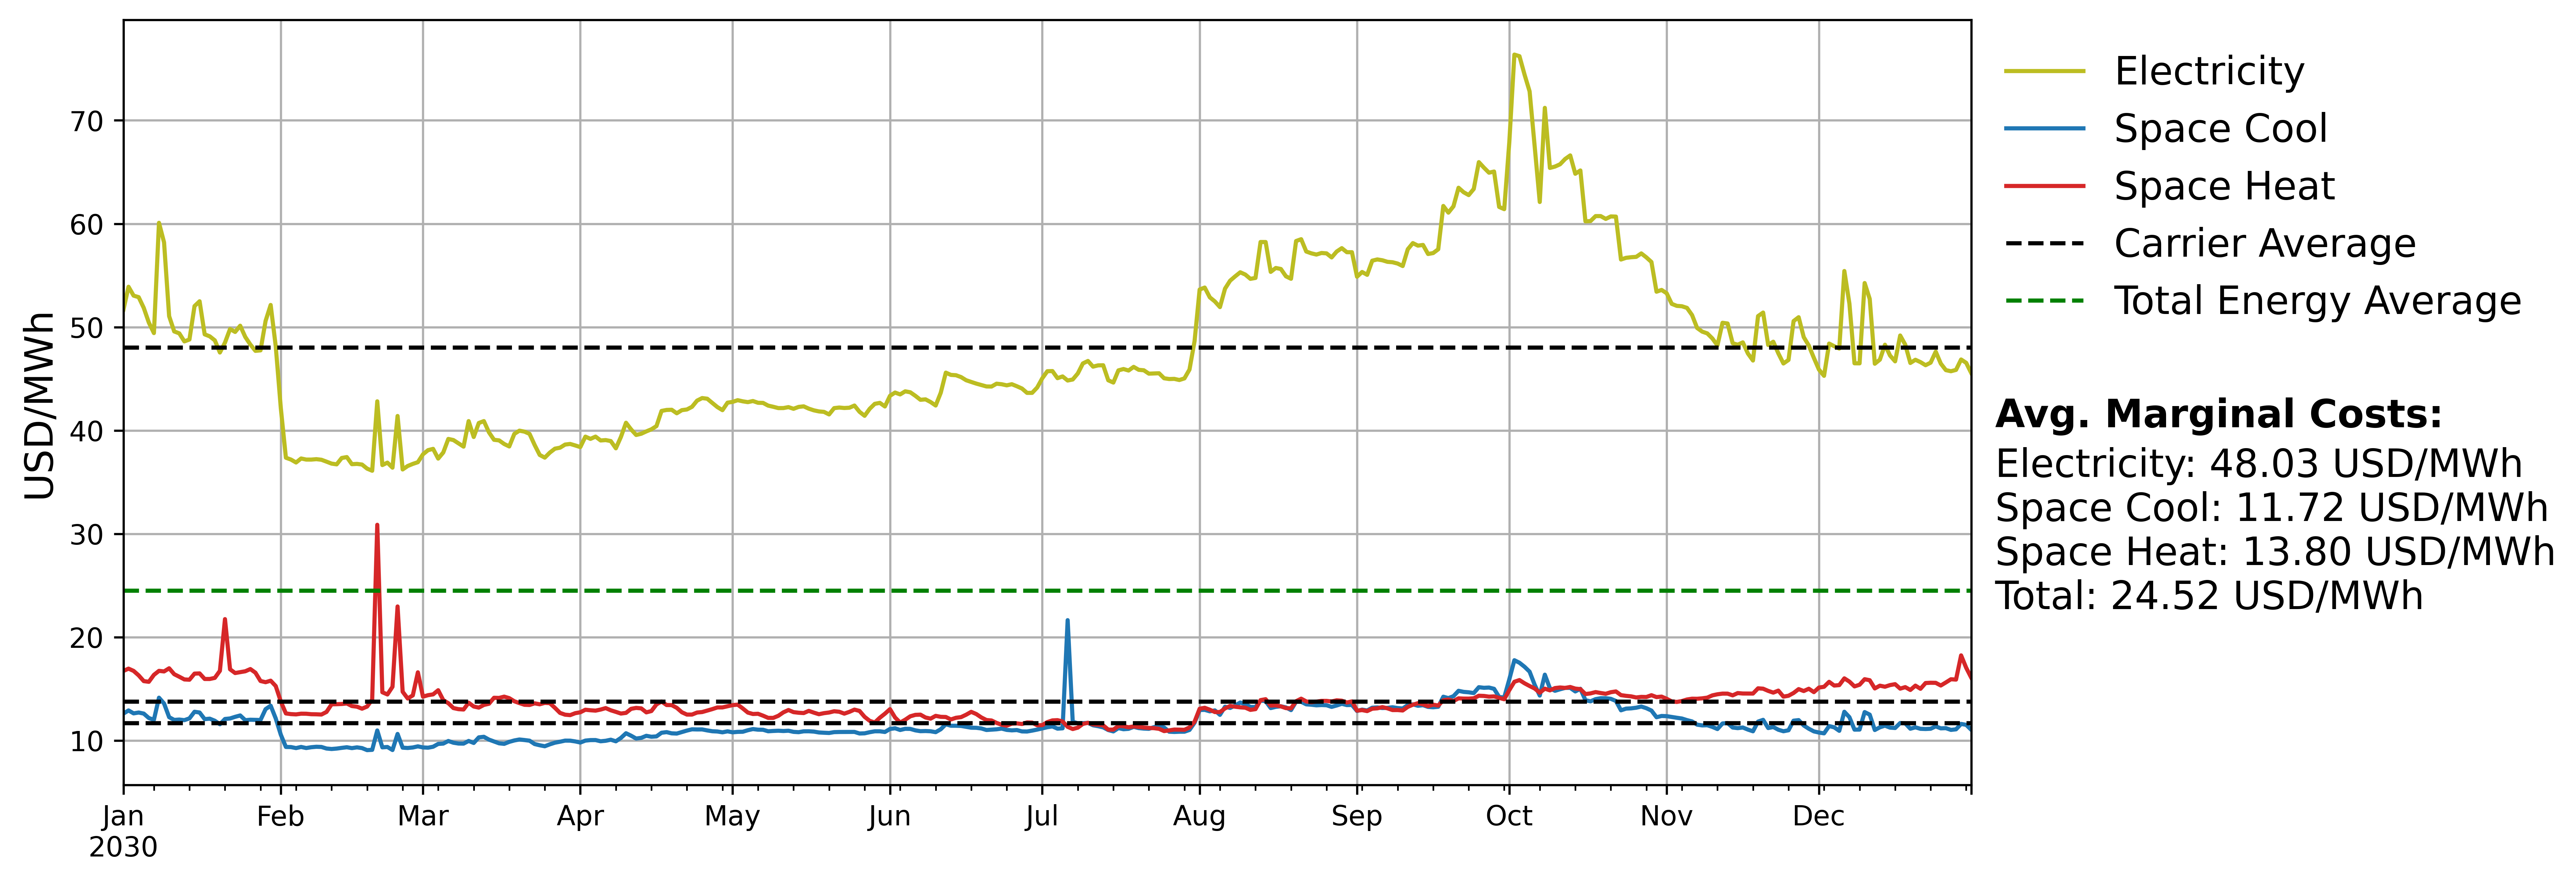 USD/MWh
70
60
50
40
30
20
10
Jan
2030
Feb
Mar
Apr
May
Jun
Jul
Aug
Sep
Oct
Nov
Dec
Electricity
Space Cool
Space Heat
Carrier Average
Total Energy Average
Avg. Marginal Costs:
Electricity: 48.03 USD/MWh
Space Cool: 11.72 USD/MWh
Space Heat: 13.80 USD/MWh
Total: 24.52 USD/MWh